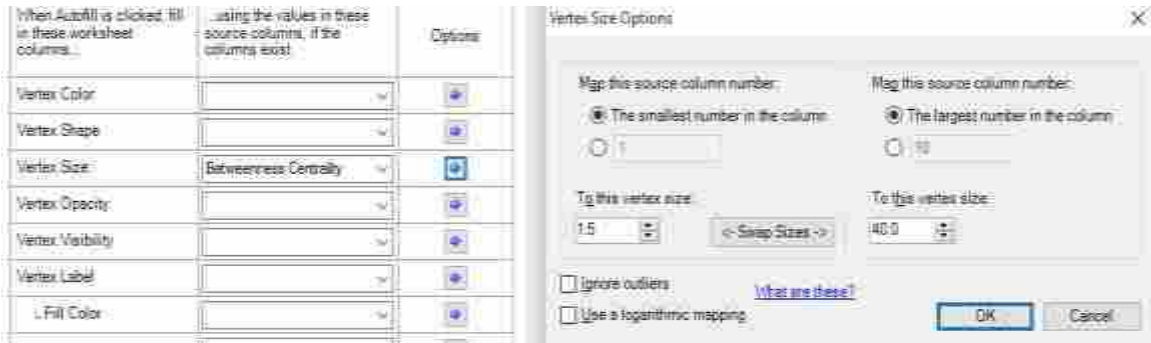 When Autofill is clicked, fill
in these worksheet
columns...
...using the values in these
source columns, if the
columns exist
Options
Vertex Color
Vertex Shape
Vertex Size
Betweenness Centrality
Vertex Opacity
Vertex Visibility
Vertex Label
Fill Color
Vertex Size Options
Map this source column number:
The smallest number in the column
1
To this vertex size:
1.5
<- Swap Sizes ->
Map this source column number:
The largest number in the column
10
To this vertex size:
40.0
Ignore outliers
What are these?
Use a logarithmic mapping
OK
Cancel